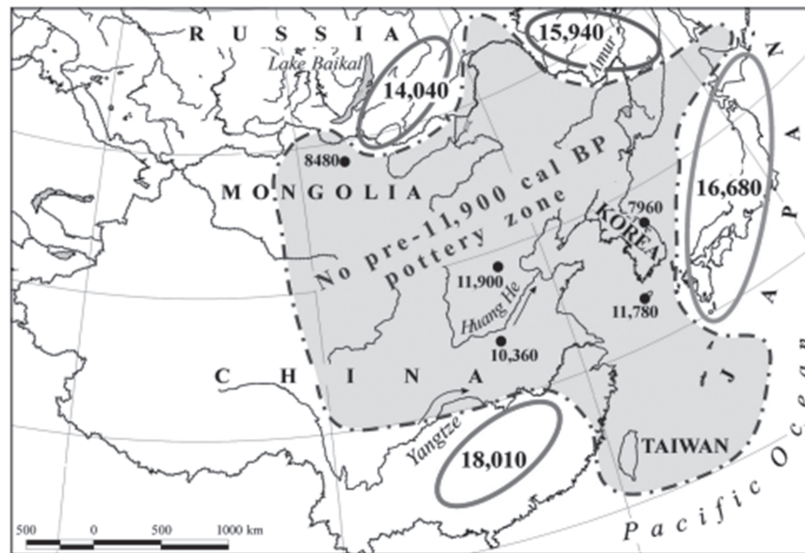 RUSSIA
15,940
Amur
Lake Baikal
14,040
8480
MONGOLIA
No pre-11,900 cal BP
pottery zone
16,680
JAPAN
7960
KOREA
11,900
Huang He
11,780
10,360
CHINA
Yangtze
18,010
TAIWAN
Pacific Ocean
500 0 500 1000 km